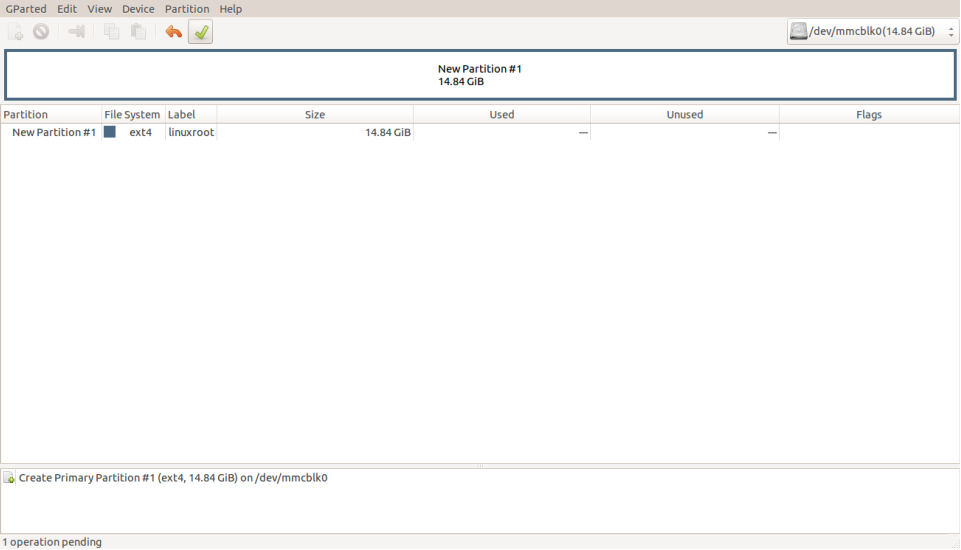 GParted Edit View Device Partition Help
/dev/mmcblk0(14.84 GiB)
New Partition #1
14.84 GiB
Partition File System Label Size Used Unused Flags
New Partition #1 ext4 linuxroot 14.84 GiB — —
Create Primary Partition #1 (ext4, 14.84 GiB) on /dev/mmcblk0
1 operation pending